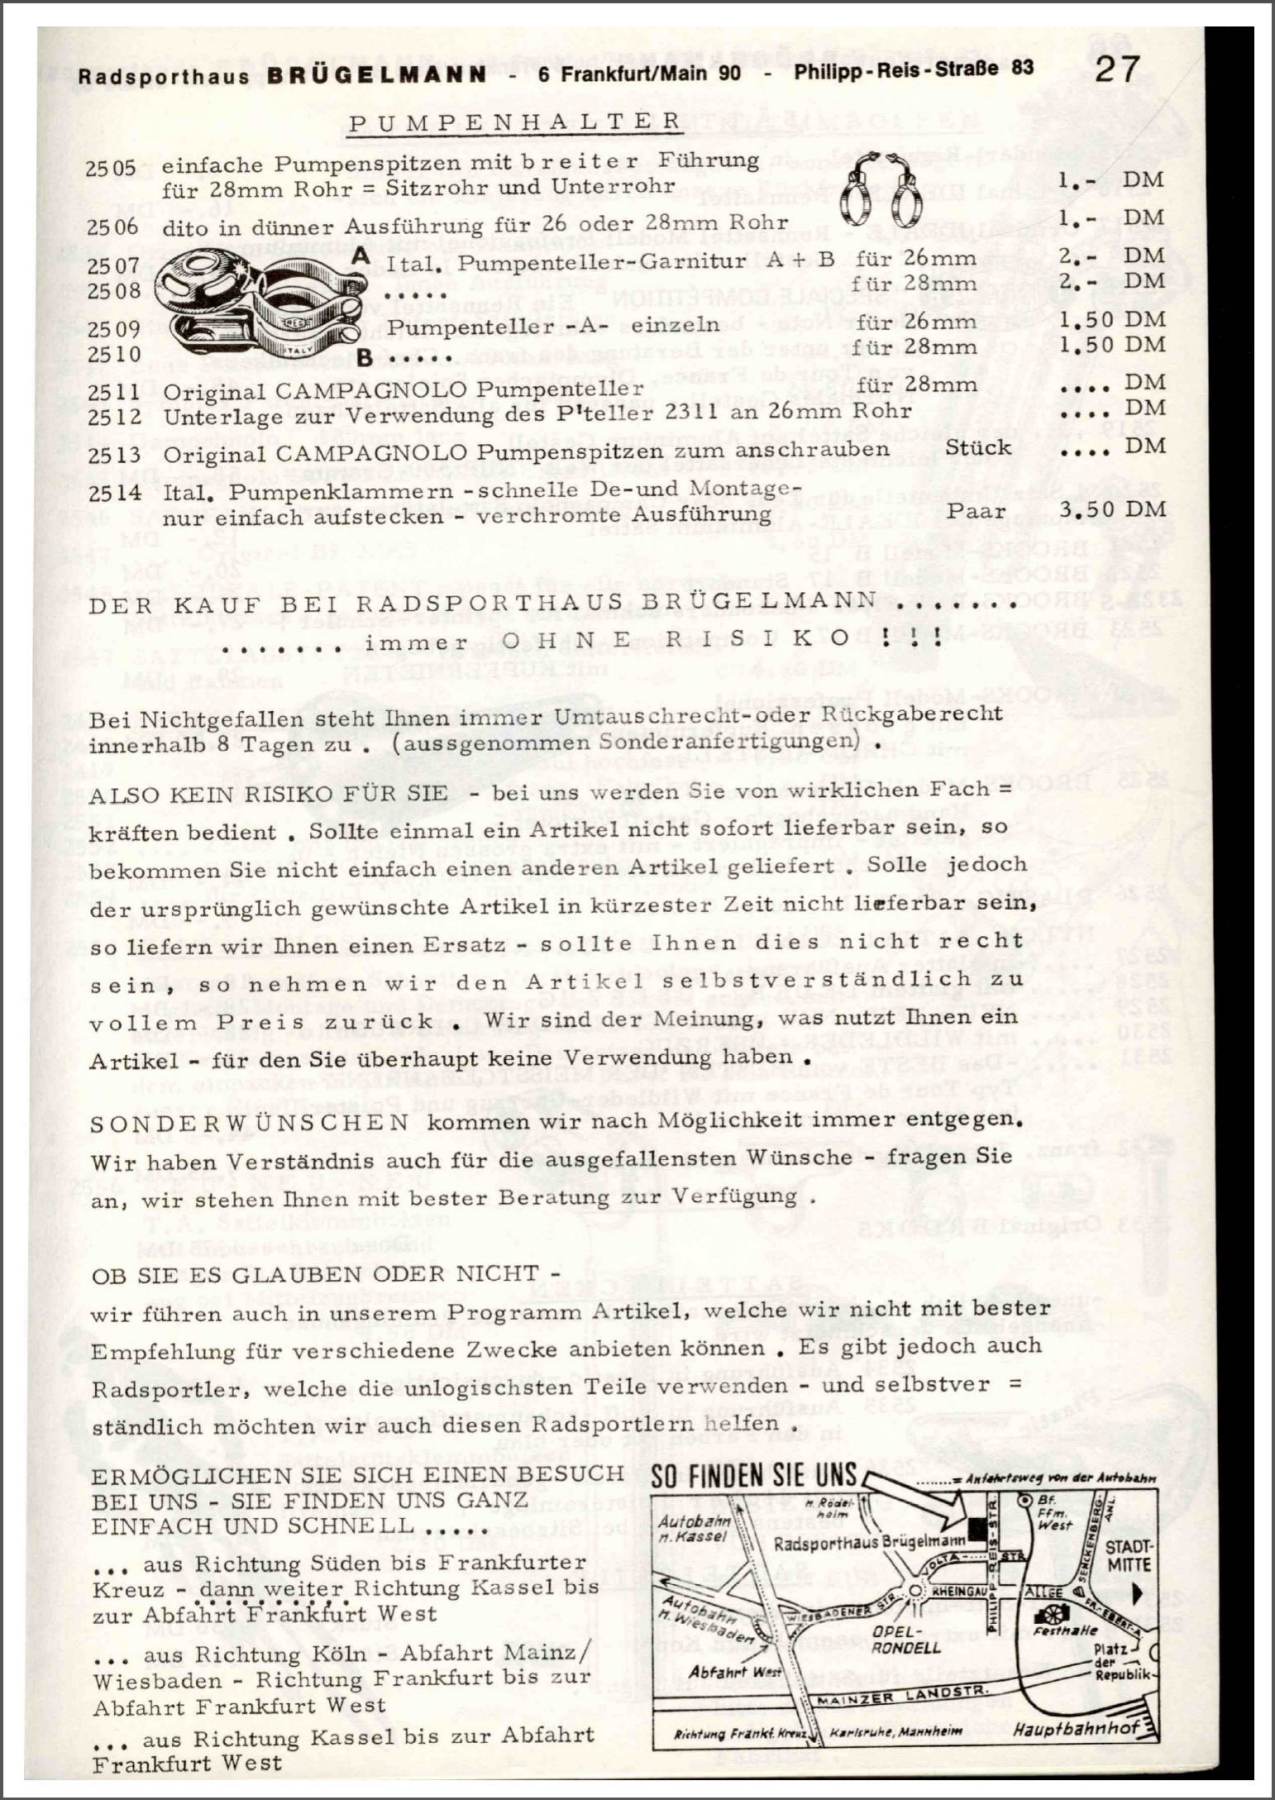 Radsporthaus BRÜGELMANN - 6 Frankfurt/Main 90 - Philipp-Reis-Straße 83 27
PUMPENHALTER
2505 einfache Pumpenspitzen mit breiter Führung
für 28mm Rohr = Sitzrohr und Unterrohr 1.- DM
2506 dito in dünner Ausführung für 26 oder 28mm Rohr 1.- DM
2507 A Ital. Pumpenteller-Garnitur A + B für 26mm 2.- DM
2508 ..... für 28mm 2.- DM
2509 Pumpenteller -A- einzeln für 26mm 1.50 DM
2510 B ..... für 28mm 1.50 DM
ITALY
2511 Original CAMPAGNOLO Pumpenteller für 28mm .... DM
2512 Unterlage zur Verwendung des P'teller 2311 an 26mm Rohr .... DM
2513 Original CAMPAGNOLO Pumpenspitzen zum anschrauben Stück .... DM
2514 Ital. Pumpenklammern -schnelle De-und Montage-
nur einfach aufstecken - verchromte Ausführung Paar 3.50 DM
DER KAUF BEI RADSPORTHAUS BRÜGELMANN.......
....... immer OHNE RISIKO !!!
Bei Nichtgefallen steht Ihnen immer Umtauschrecht-oder Rückgaberecht
innerhalb 8 Tagen zu . (aussgenommen Sonderanfertigungen) .
ALSO KEIN RISIKO FÜR SIE - bei uns werden Sie von wirklichen Fach =
kräften bedient . Sollte einmal ein Artikel nicht sofort lieferbar sein, so
bekommen Sie nicht einfach einen anderen Artikel geliefert . Solle jedoch
der ursprünglich gewünschte Artikel in kürzester Zeit nicht lieferbar sein,
so liefern wir Ihnen einen Ersatz - sollte Ihnen dies nicht recht
sein, so nehmen wir den Artikel selbstverständlich zu
vollem Preis zurück . Wir sind der Meinung, was nutzt Ihnen ein
Artikel - für den Sie überhaupt keine Verwendung haben .
SONDERWÜNSCHEN kommen wir nach Möglichkeit immer entgegen.
Wir haben Verständnis auch für die ausgefallensten Wünsche - fragen Sie
an, wir stehen Ihnen mit bester Beratung zur Verfügung .
OB SIE ES GLAUBEN ODER NICHT -
wir führen auch in unserem Programm Artikel, welche wir nicht mit bester
Empfehlung für verschiedene Zwecke anbieten können . Es gibt jedoch auch
Radsportler, welche die unlogischsten Teile verwenden - und selbstver =
ständlich möchten wir auch diesen Radsportlern helfen .
ERMÖGLICHEN SIE SICH EINEN BESUCH
BEI UNS - SIE FINDEN UNS GANZ
EINFACH UND SCHNELL.....
... aus Richtung Süden bis Frankfurter
Kreuz - dann weiter Richtung Kassel bis
zur Abfahrt Frankfurt West
... aus Richtung Köln - Abfahrt Mainz/
Wiesbaden - Richtung Frankfurt bis zur
Abfahrt Frankfurt West
... aus Richtung Kassel bis zur Abfahrt
Frankfurt West
SO FINDEN SIE UNS
........= Anfahrtsweg von der Autobahn
Autobahn
n. Kassel
n. Rödel-
heim
Radsporthaus Brügelmann
Bf.
Ffm.
West
SENCKENBERG-
ANL.
STADT-
MITTE
VOLTA- STR.
PHILIPP-REIS-STR.
RHEINGAU ALLEE
Autobahn
n. Wiesbaden
WIESBADENER STR.
OPEL-
RONDELL
Festhalle
FR.-EBERT-A.
Platz
der
Republik
Abfahrt West
MAINZER LANDSTR.
Richtung Frankf. Kreuz
Karlsruhe, Mannheim
Hauptbahnhof